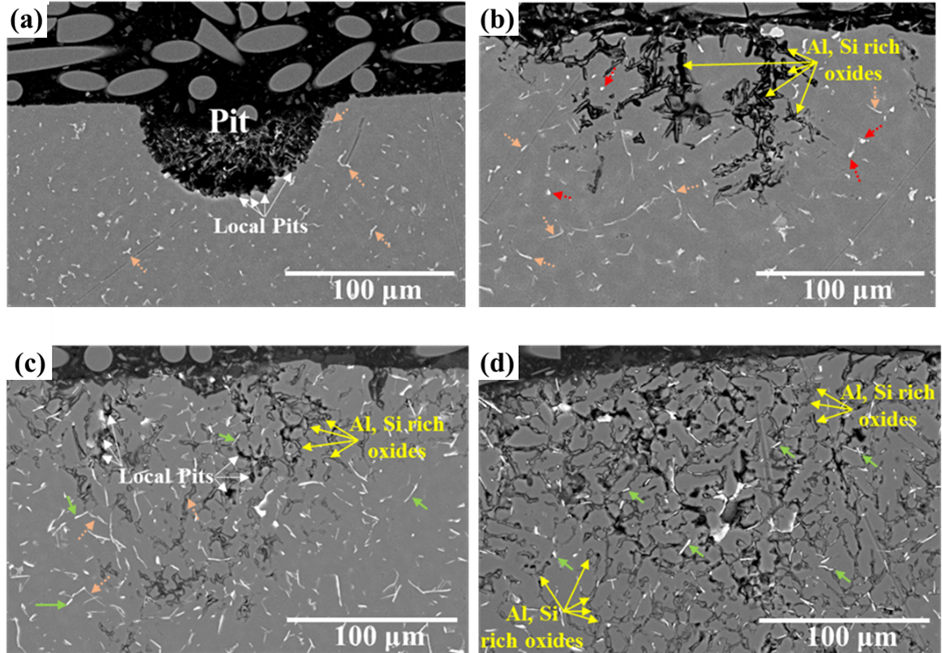 (a)
Pit
Local Pits
100 µm
(b)
Al, Si rich
oxides
100 µm
(c)
Al, Si rich
oxides
Local Pits
100 µm
(d)
Al, Si rich
oxides
Al, Si
rich oxides
100 µm